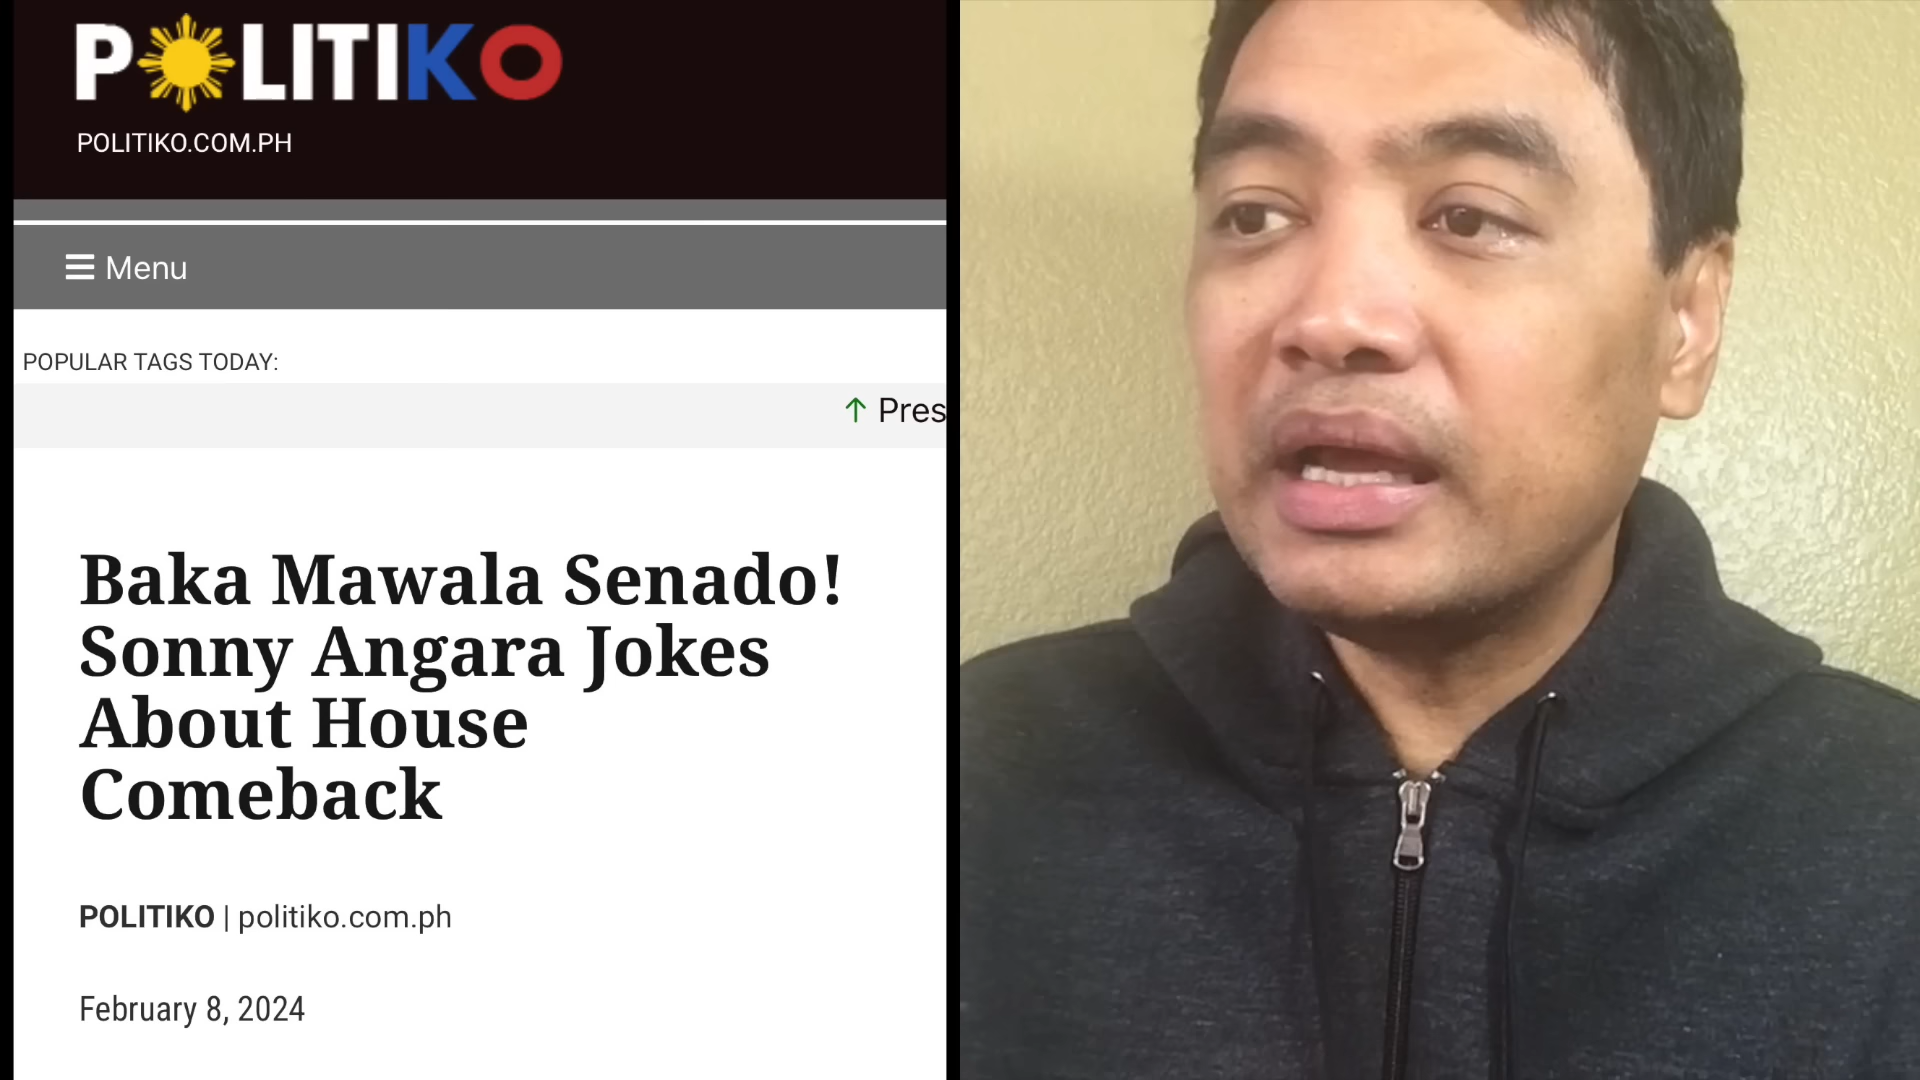 POLITIKO
POLITIKO.COM.PH
Menu
POPULAR TAGS TODAY:
↑ Pres
Baka Mawala Senado!
Sonny Angara Jokes
About House
Comeback
POLITIKO | politiko.com.ph
February 8, 2024